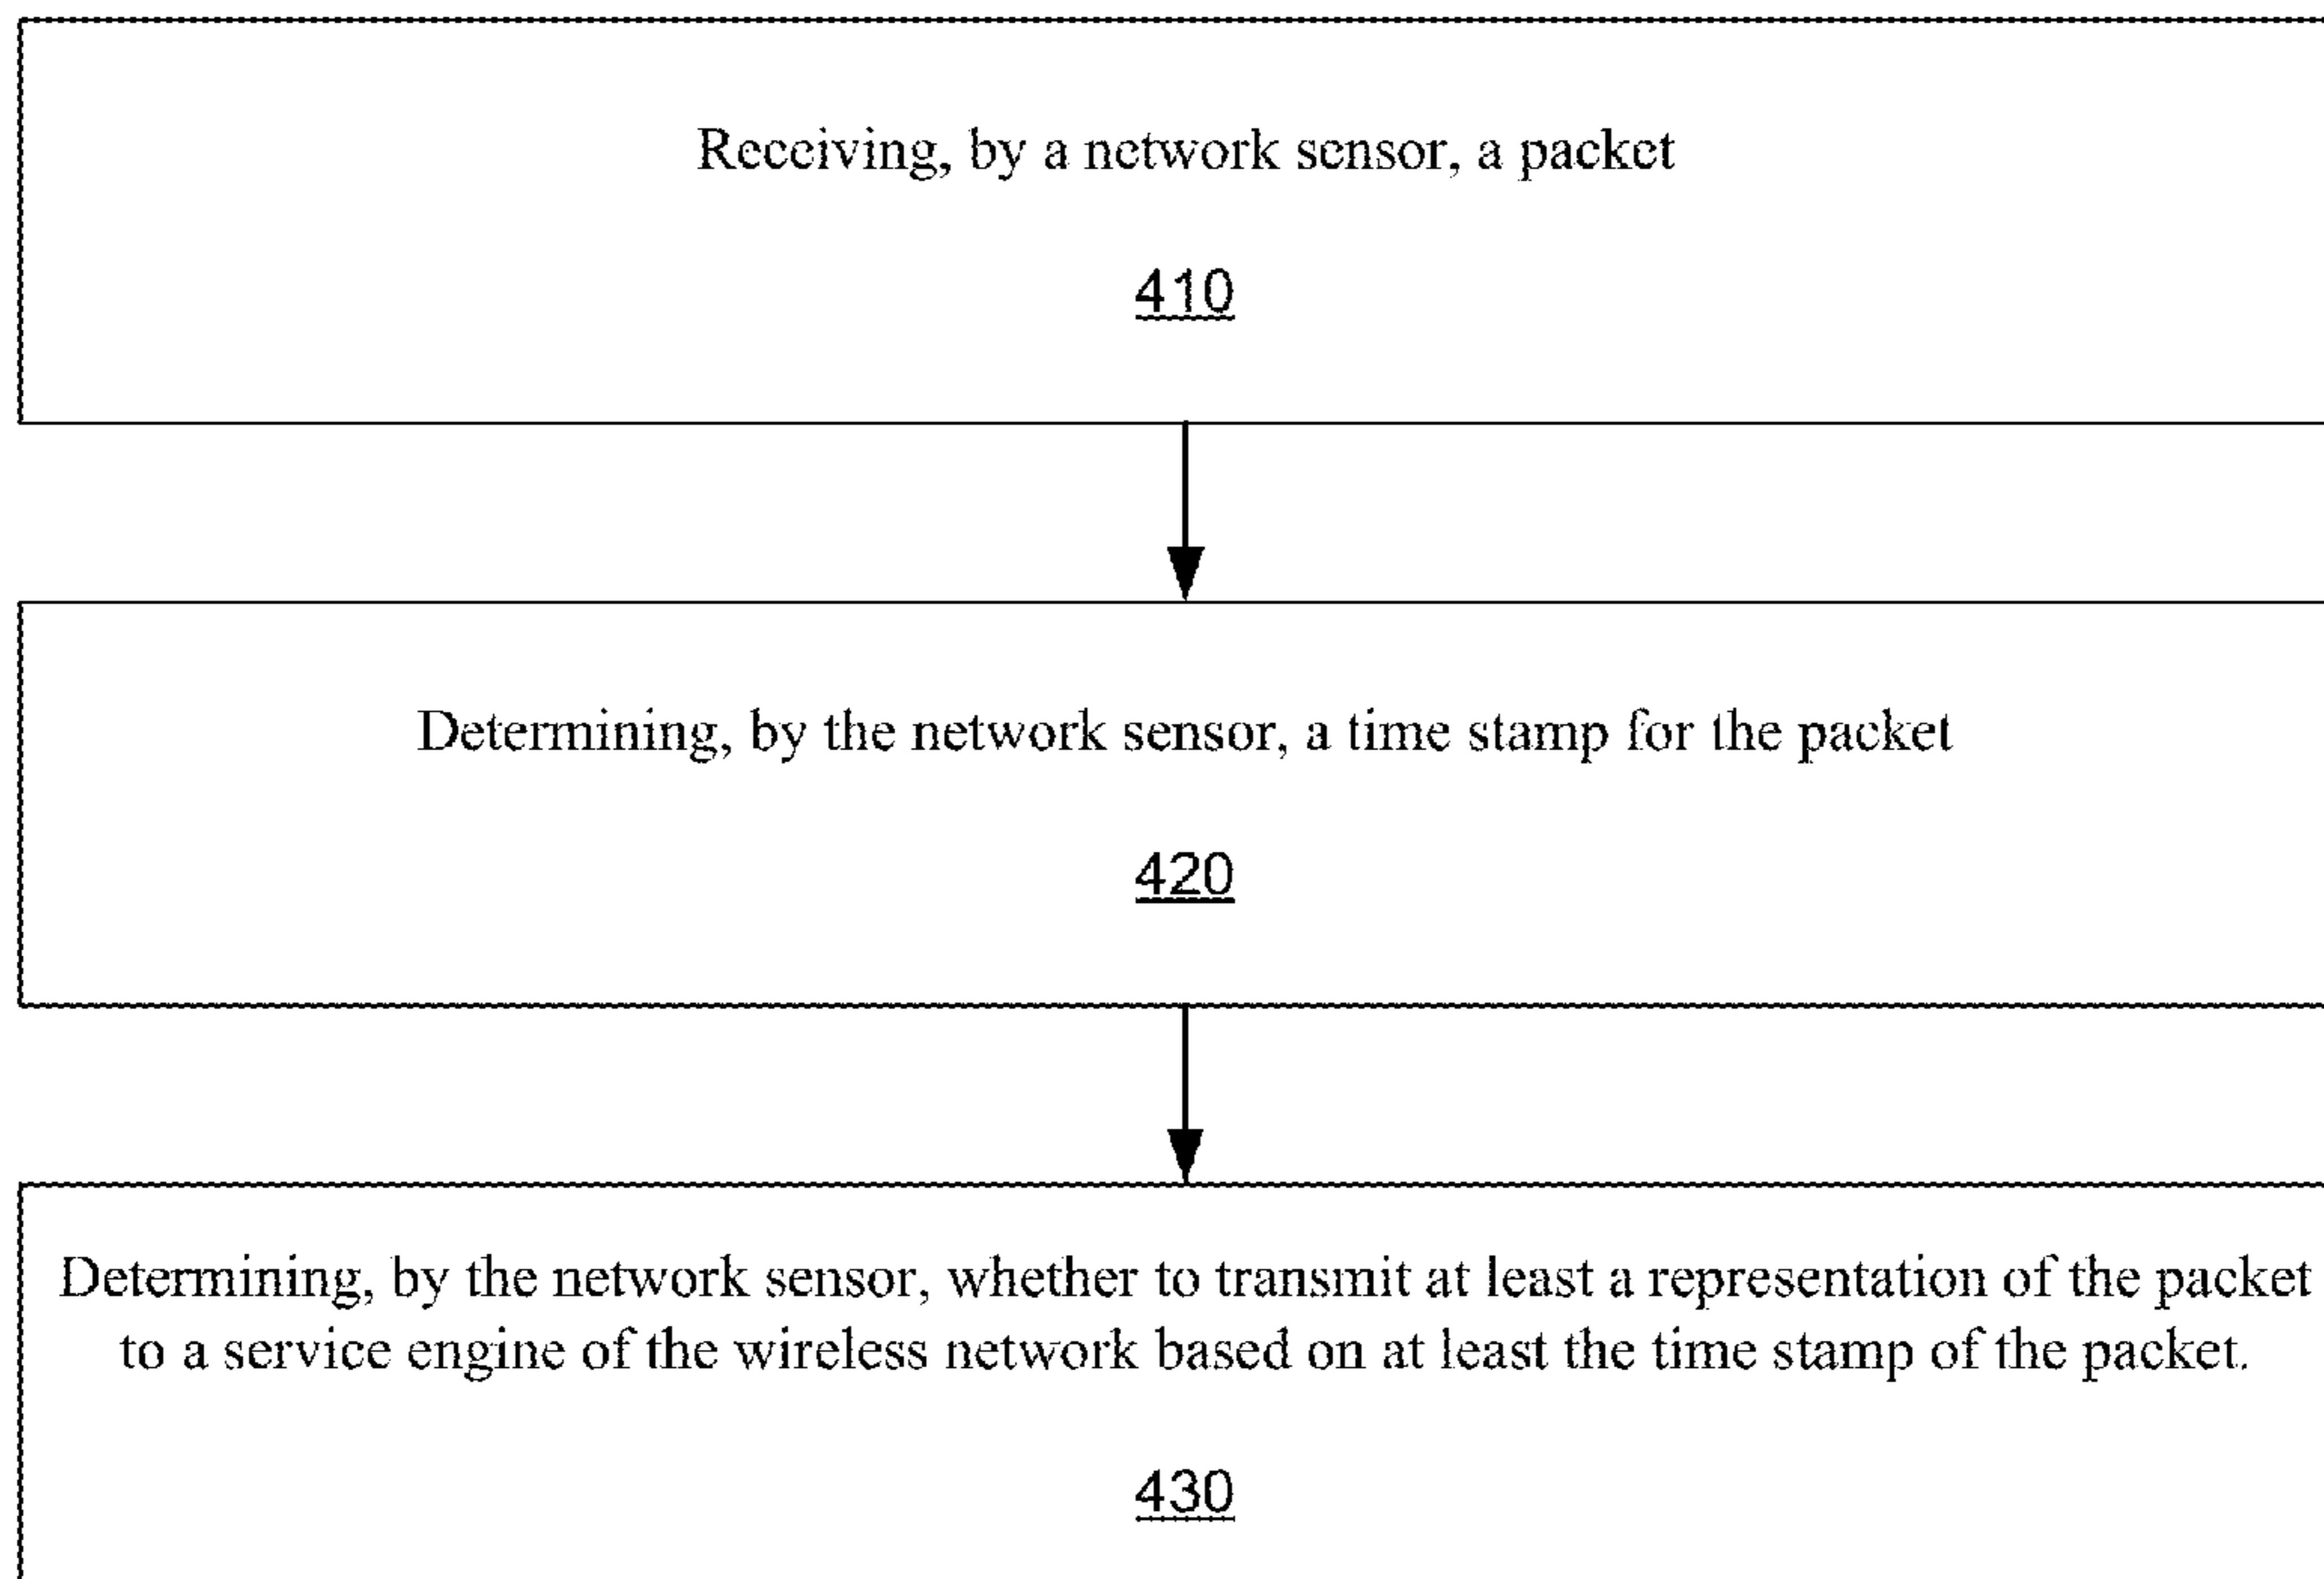 Receiving, by a network sensor, a packet
410
Determining, by the network sensor, a time stamp for the packet
420
Determining, by the network sensor, whether to transmit at least a representation of the packet
to a service engine of the wireless network based on at least the time stamp of the packet.
430